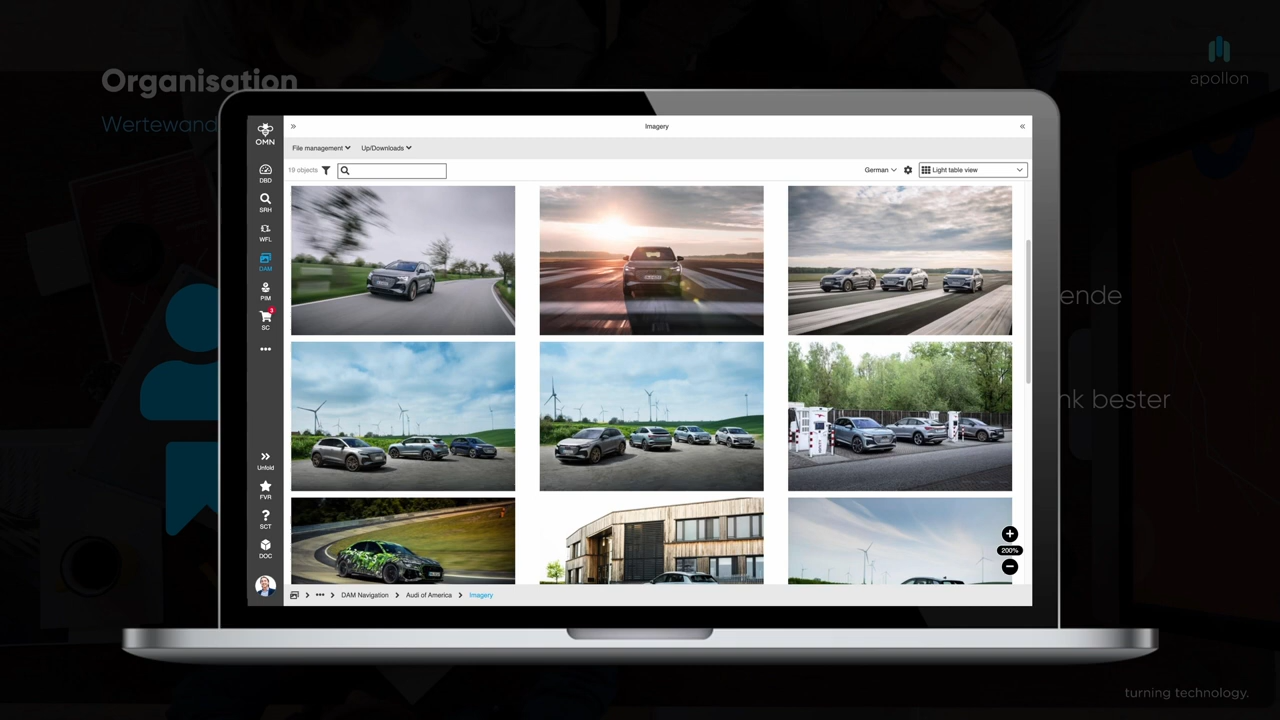 Organisation
apollon
Wertewand
ende
nk bester
OMN
DBD
SRH
WFL
DAM
PIM
3
SC
Unfold
FVR
SCT
DOC
» Imagery «
File management Up/Downloads
19 objects German Light table view
+
200%
−
••• DAM Navigation Audi of America Imagery
turning technology.